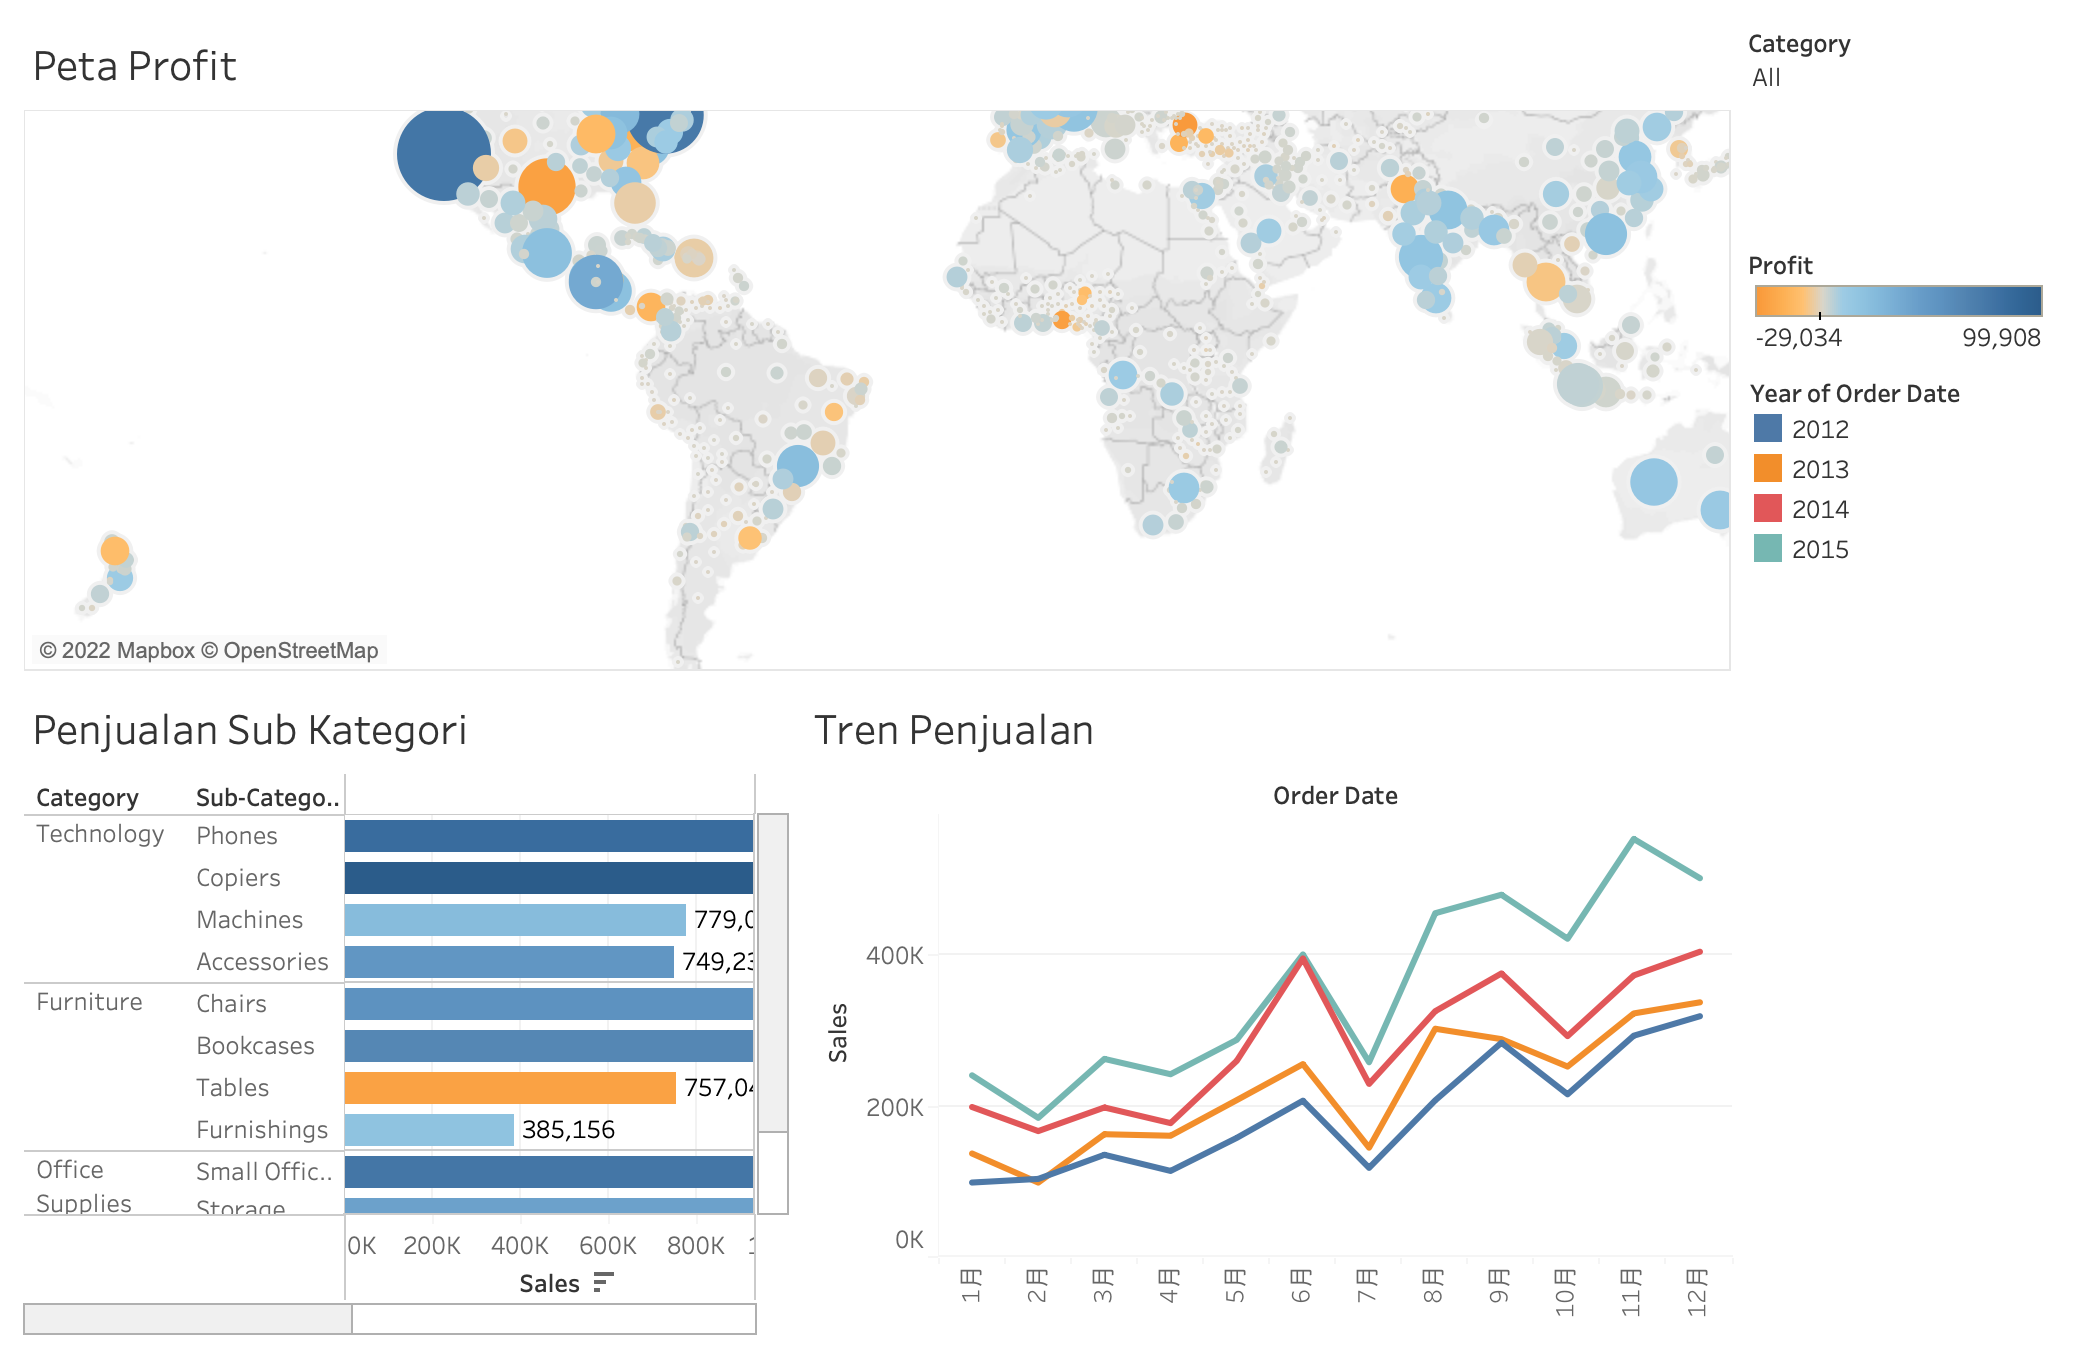 Peta Profit
Category
All
© 2022 Mapbox © OpenStreetMap
Profit
-29,034 99,908
Year of Order Date
2012
2013
2014
2015
Penjualan Sub Kategori
Category Sub-Catego..
Technology Phones
Copiers
Machines 779,0
Accessories 749,23
Furniture Chairs
Bookcases
Tables 757,04
Furnishings 385,156
Office Supplies Small Offic..
Storage
0K 200K 400K 600K 800K 1
Sales
Tren Penjualan
Order Date
Sales
400K
200K
0K
1月 2月 3月 4月 5月 6月 7月 8月 9月 10月 11月 12月